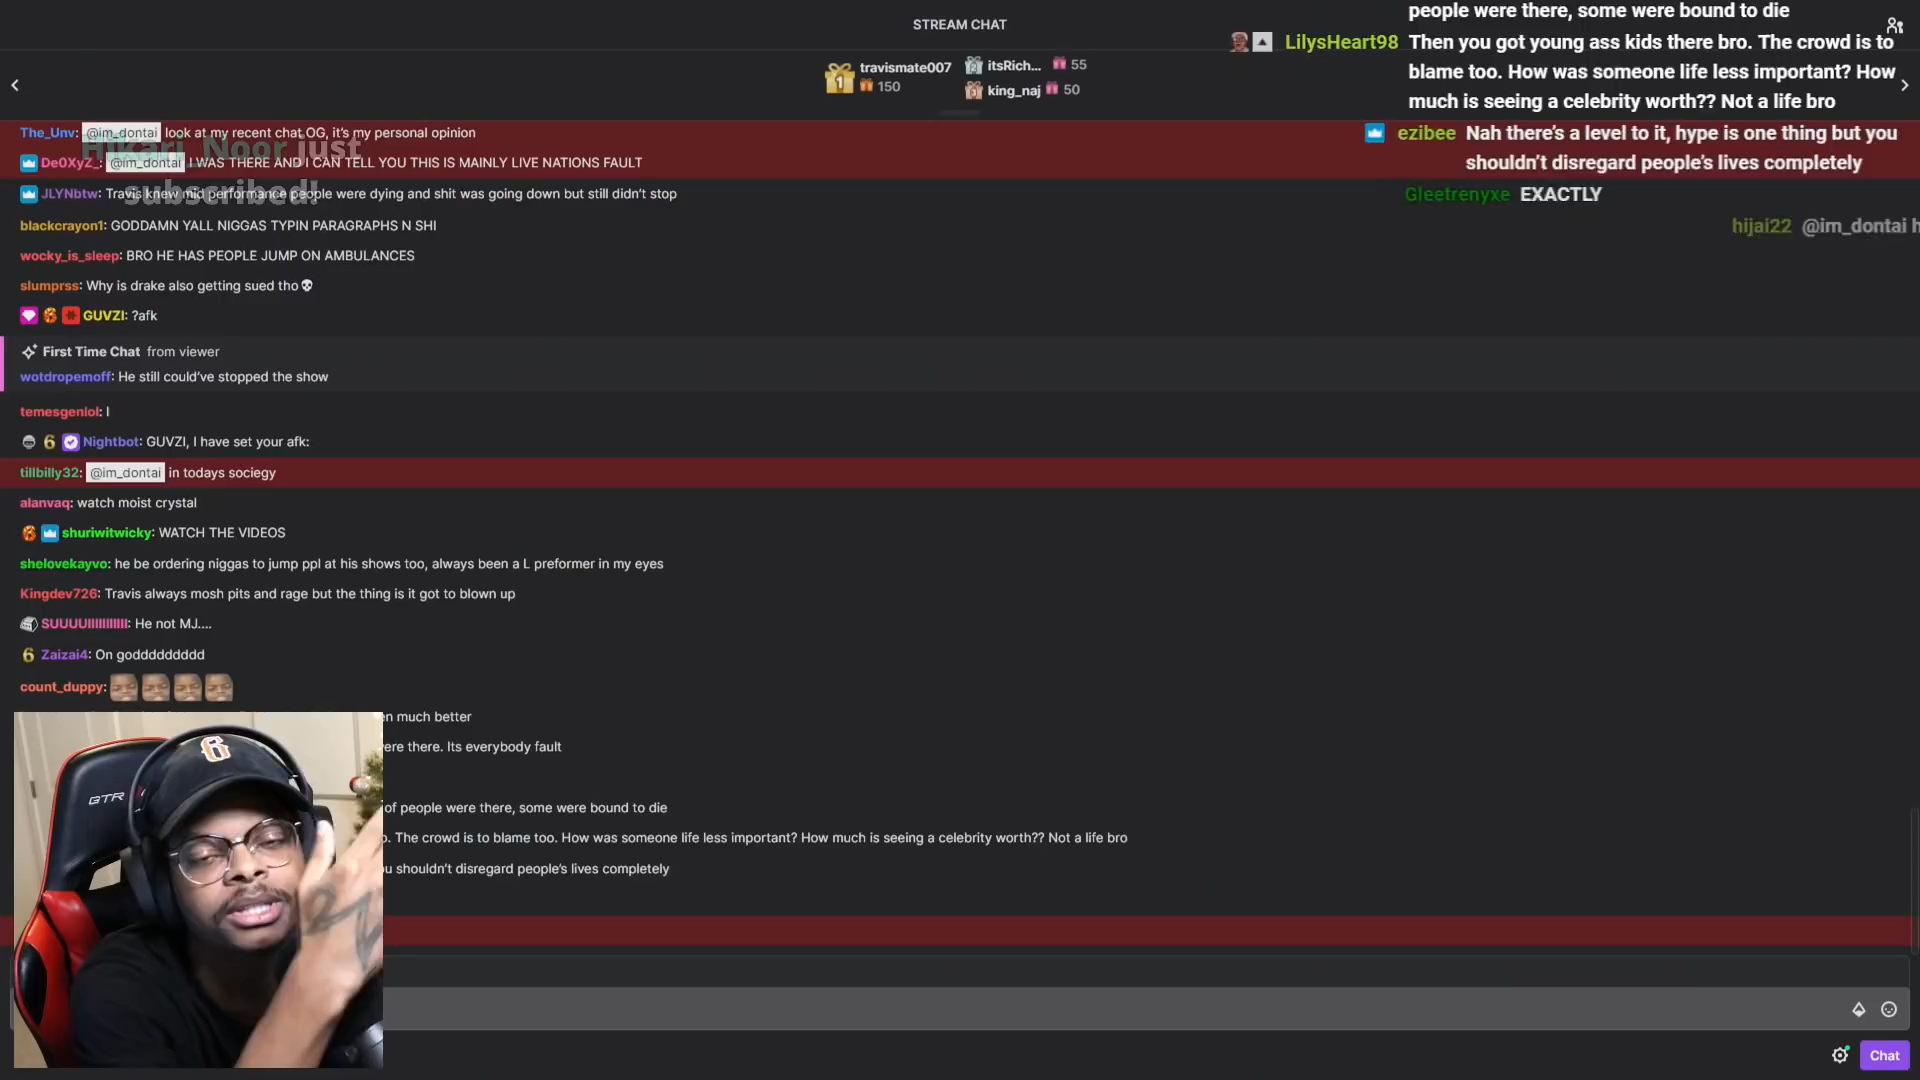 STREAM CHAT
travismate007
150
itsRich...
55
king_naj
50
people were there, some were bound to die
LilysHeart98 Then you got young ass kids there bro. The crowd is to
blame too. How was someone life less important? How
much is seeing a celebrity worth?? Not a life bro
ezibee Nah there's a level to it, hype is one thing but you
shouldn't disregard people's lives completely
Gleetrenyxe EXACTLY
hijai22 @im_dontai h
Hikari_Noor just
subscribed!
The_Unv: @im_dontai look at my recent chat OG, it's my personal opinion
De0XyZ_: @im_dontai I WAS THERE AND I CAN TELL YOU THIS IS MAINLY LIVE NATIONS FAULT
JLYNbtw: Travis knew mid performance people were dying and shit was going down but still didn't stop
blackcrayon1: GODDAMN YALL NIGGAS TYPIN PARAGRAPHS N SHI
wocky_is_sleep: BRO HE HAS PEOPLE JUMP ON AMBULANCES
slumprss: Why is drake also getting sued tho
GUVZI: ?afk
First Time Chat from viewer
wotdropemoff: He still could've stopped the show
temesgenlol: I
6 Nightbot: GUVZI, I have set your afk:
tillbilly32: @im_dontai in todays sociegy
alanvaq: watch moist crystal
shuriwitwicky: WATCH THE VIDEOS
shelovekayvo: he be ordering niggas to jump ppl at his shows too, always been a L preformer in my eyes
Kingdev726: Travis always mosh pits and rage but the thing is it got to blown up
He not MJ....
6 Zaizai4: On godddddddd
count_duppy:
en much better
ere there. Its everybody fault
of people were there, some were bound to die
o. The crowd is to blame too. How was someone life less important? How much is seeing a celebrity worth?? Not a life bro
u shouldn't disregard people's lives completely
6
GTR
Chat